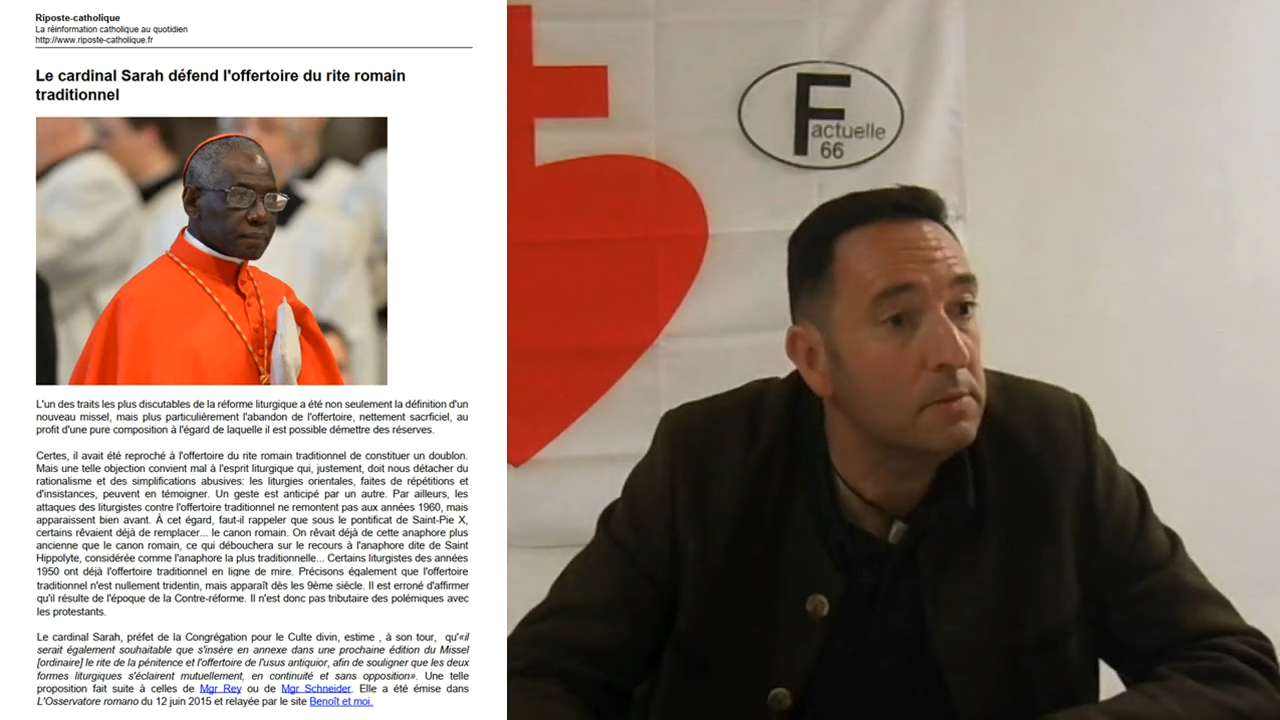 Riposte-catholique
La réinformation catholique au quotidien
http://www.riposte-catholique.fr
Le cardinal Sarah défend l'offertoire du rite romain
traditionnel
L'un des traits les plus discutables de la réforme liturgique a été non seulement la définition d'un
nouveau missel, mais plus particulièrement l'abandon de l'offertoire, nettement sacrficiel, au
profit d'une pure composition à l'égard de laquelle il est possible démettre des réserves.
Certes, il avait été reproché à l'offertoire du rite romain traditionnel de constituer un doublon.
Mais une telle objection convient mal à l'esprit liturgique qui, justement, doit nous détacher du
rationalisme et des simplifications abusives: les liturgies orientales, faites de répétitions et
d'insistances, peuvent en témoigner. Un geste est anticipé par un autre. Par ailleurs, les
attaques des liturgistes contre l'offertoire traditionnel ne remontent pas aux années 1960, mais
apparaissent bien avant. À cet égard, faut-il rappeler que sous le pontificat de Saint-Pie X,
certains rêvaient déjà de remplacer... le canon romain. On rêvait déjà de cette anaphore plus
ancienne que le canon romain, ce qui débouchera sur le recours à l'anaphore dite de Saint
Hippolyte, considérée comme l'anaphore la plus traditionnelle... Certains liturgistes des années
1950 ont déjà l'offertoire traditionnel en ligne de mire. Précisons également que l'offertoire
traditionnel n'est nullement tridentin, mais apparaît dès les 9ème siècle. Il est erroné d'affirmer
qu'il résulte de l'époque de la Contre-réforme. Il n'est donc pas tributaire des polémiques avec
les protestants.
Le cardinal Sarah, préfet de la Congrégation pour le Culte divin, estime , à son tour, qu'«il
serait également souhaitable que s'insère en annexe dans une prochaine édition du Missel
[ordinaire] le rite de la pénitence et l'offertoire de l'usus antiquior, afin de souligner que les deux
formes liturgiques s'éclairent mutuellement, en continuité et sans opposition». Une telle
proposition fait suite à celles de Mgr Rey ou de Mgr Schneider. Elle a été émise dans
L'Osservatore romano du 12 juin 2015 et relayée par le site Benoît et moi.
F
actuelle
66